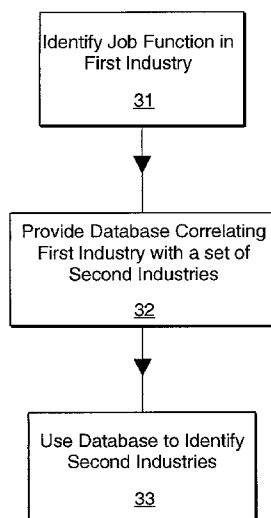 Identify Job Function in
First Industry
31
Provide Database Correlating
First Industry with a set of
Second Industries
32
Use Database to Identify
Second Industries
33